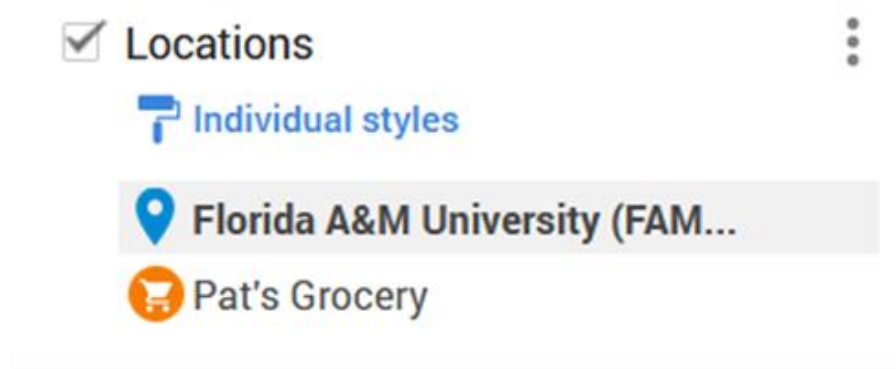 Locations
Individual styles
Florida A&M University (FAM...
Pat's Grocery